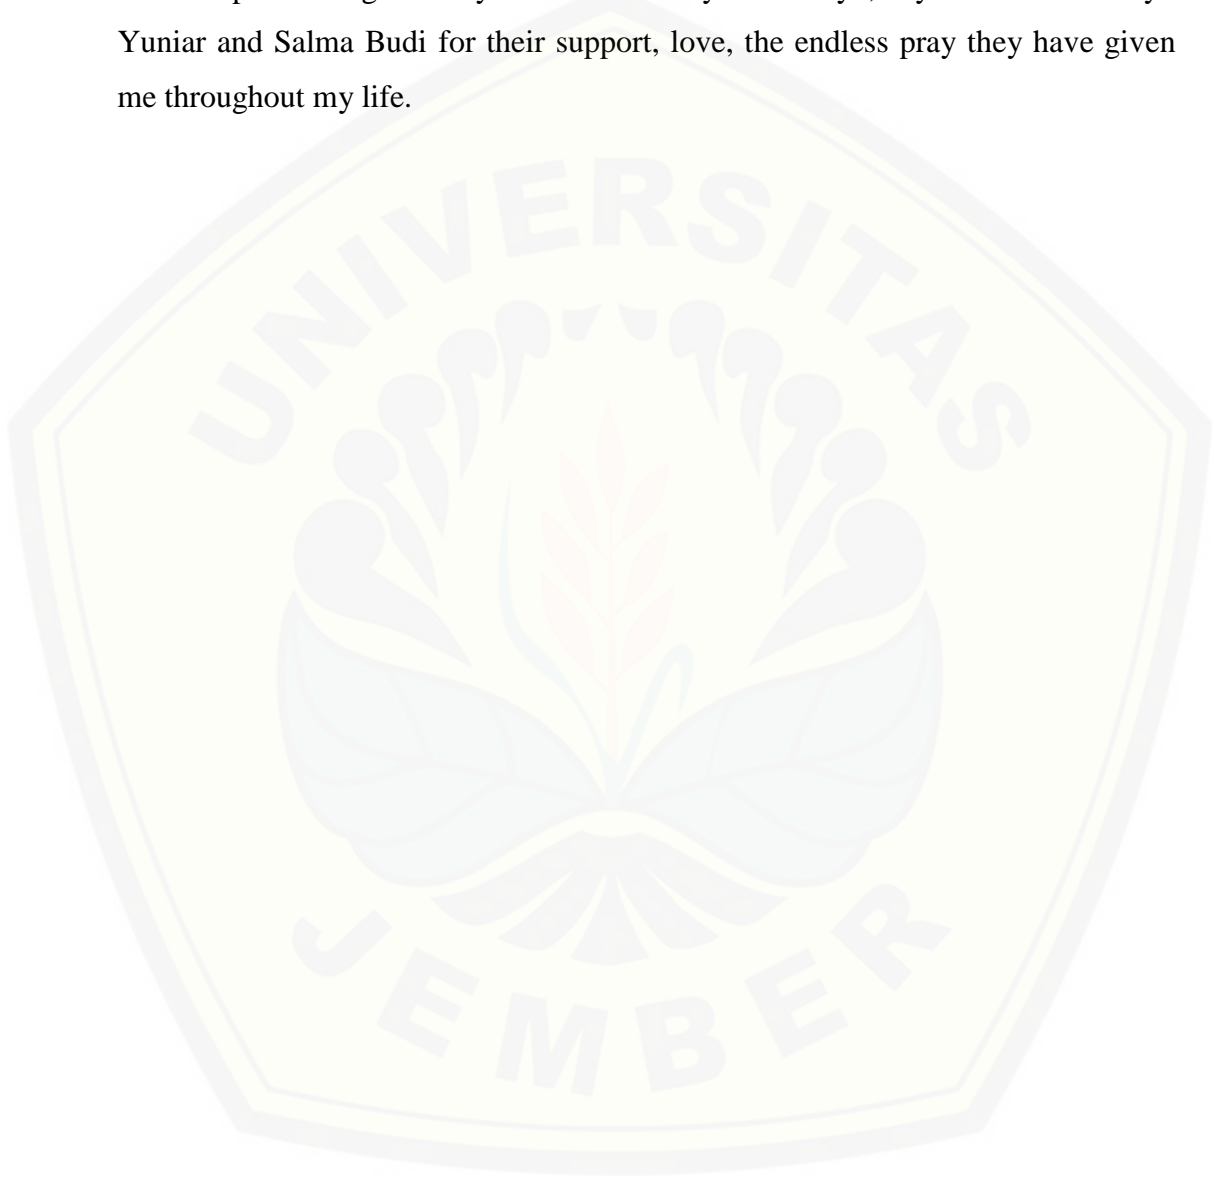 Yuniar and Salma Budi for their support, love, the endless pray they have given
me throughout my life.
UNIVERSITAS
JEMBER